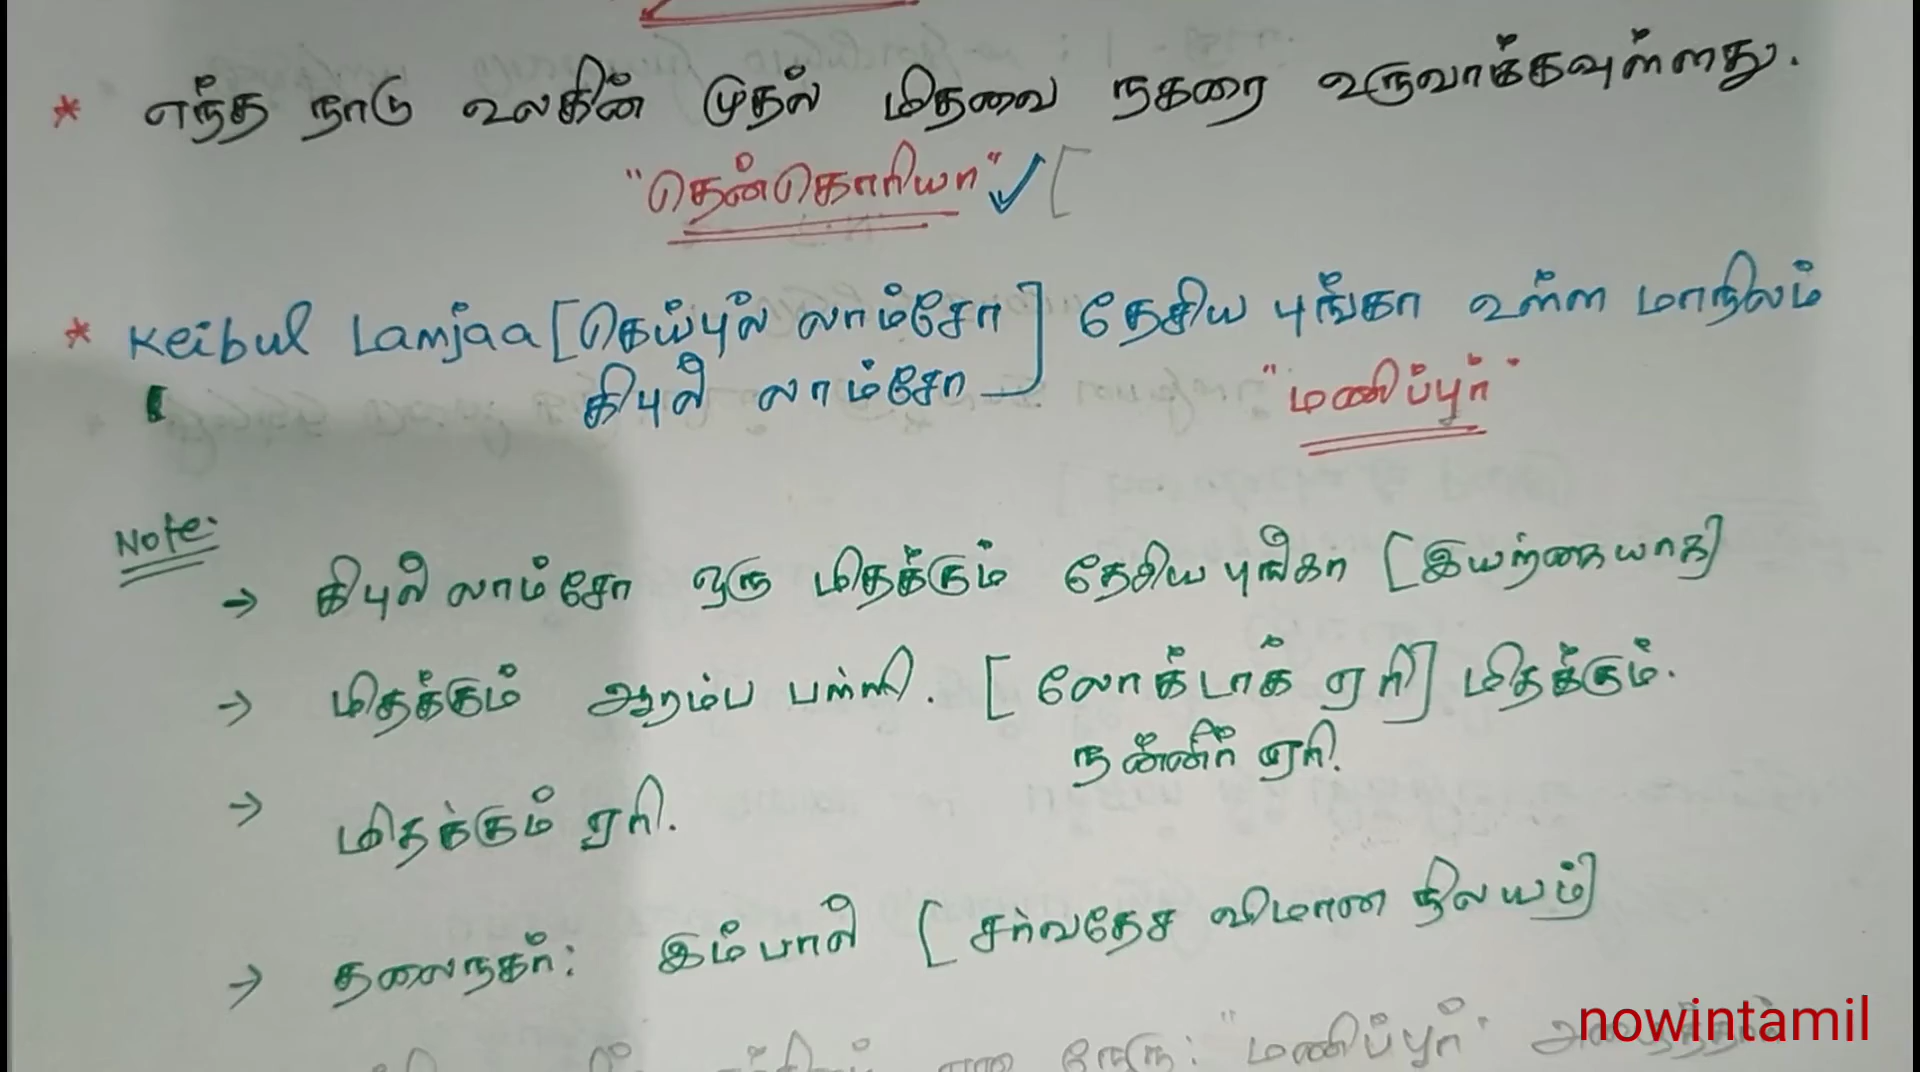 * எந்த நாடு உலகின் முதல் மிதவை நகரை உருவாக்கவுள்ளது.
"தென்கொரியா" ✓ [
* Keibul Lamjaa [கெய்புல் லாம்சோ] தேசிய புங்கா உள்ள மாநிலம்
கிபுல் லாம்சோ
"மணிப்பூர்"
Note:
→ கிபுல் லாம்சோ ஒரு மிதக்கும் தேசிய புங்கா [இயற்கையாக]
→ மிதக்கும் ஆரம்ப பள்ளி. [லோக்டாக் ஏரி] மிதக்கும்.
நன்னீர் ஏரி.
→ மிதக்கும் ஏரி.
→ தலைநகர்: இம்பால் [சர்வதேச விமான நிலயம்]
நேரு: "மணிப்பூர்"
nowintamil